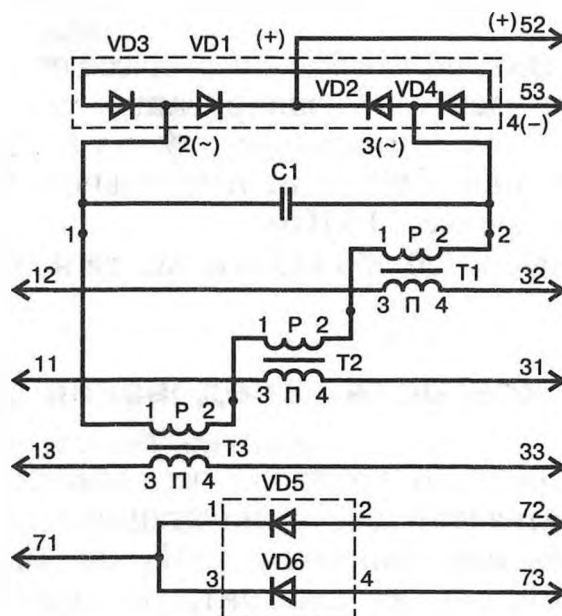 (+) 52
VD3 VD1 (+)
VD2 VD4 53
4(−)
2(~) 3(~)
C1
1 1 P 2 2
12 T1 32
3 П 4
1 P 2
11 T2 31
3 П 4
1 P 2
13 T3 33
3 П 4
VD5
1 2 72
71
VD6
3 4 73